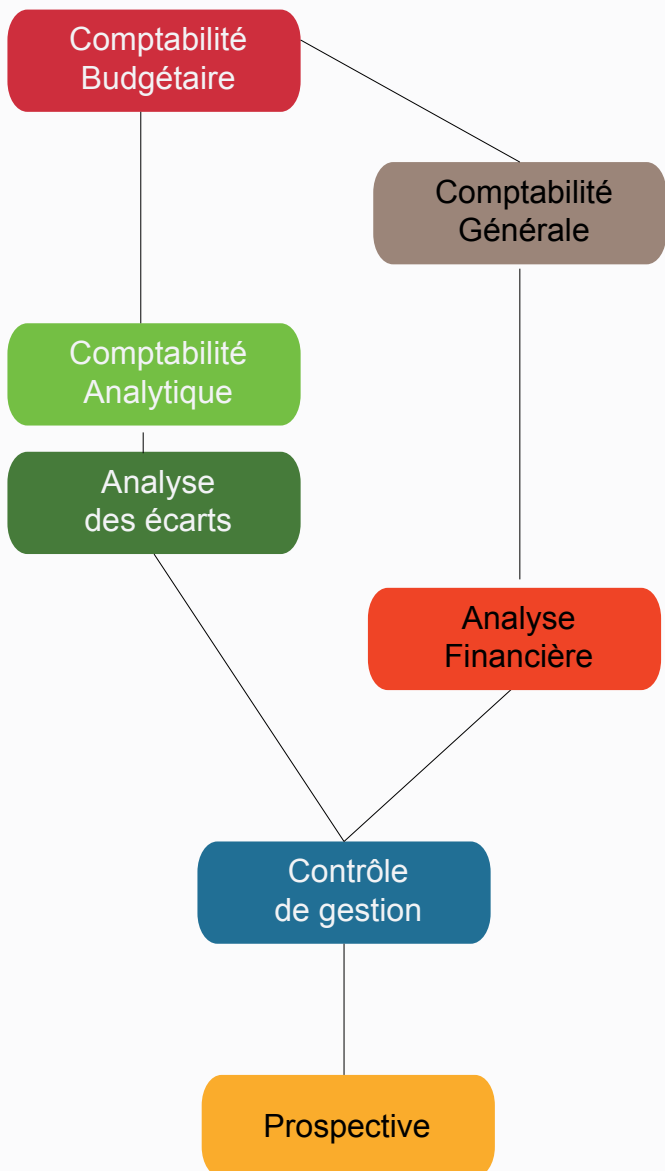 Comptabilité
Budgétaire
Comptabilité
Générale
Comptabilité
Analytique
Analyse
des écarts
Analyse
Financière
Contrôle
de gestion
Prospective